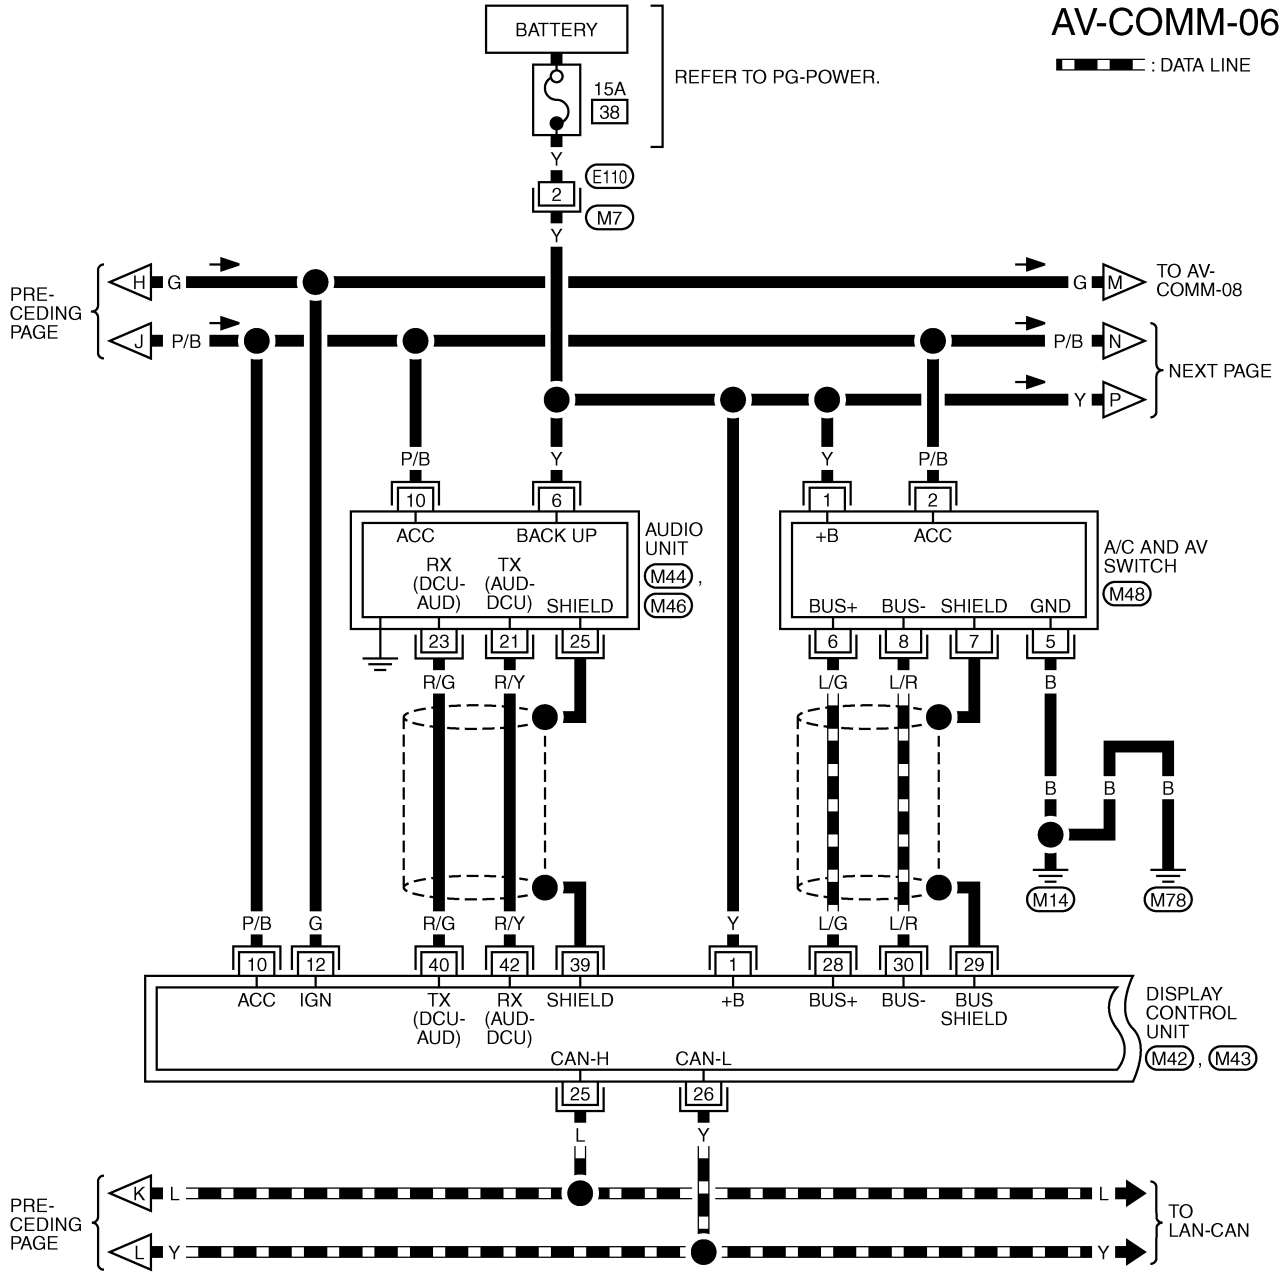 AV-COMM-06
: DATA LINE
BATTERY
REFER TO PG-POWER.
15A
38
Y
E110
2
M7
Y
PRE-
CEDING
PAGE
H G
G M
TO AV-
COMM-08
J P/B
P/B N
NEXT PAGE
Y P
P/B
Y
Y
P/B
10
6
1
2
ACC
BACK UP
+B
ACC
AUDIO
UNIT
M44 ,
M46
A/C AND AV
SWITCH
M48
RX
(DCU-
AUD)
TX
(AUD-
DCU)
SHIELD
BUS+
BUS-
SHIELD
GND
23
21
25
6
8
7
5
R/G
R/Y
L/G
L/R
B
B
B
B
M14
M78
P/B
G
R/G
R/Y
Y
L/G
L/R
10
12
40
42
39
1
28
30
29
ACC
IGN
TX
(DCU-
AUD)
RX
(AUD-
DCU)
SHIELD
+B
BUS+
BUS-
BUS
SHIELD
DISPLAY
CONTROL
UNIT
M42 , M43
CAN-H
CAN-L
25
26
L
Y
PRE-
CEDING
PAGE
K L
L
L Y
Y
TO
LAN-CAN